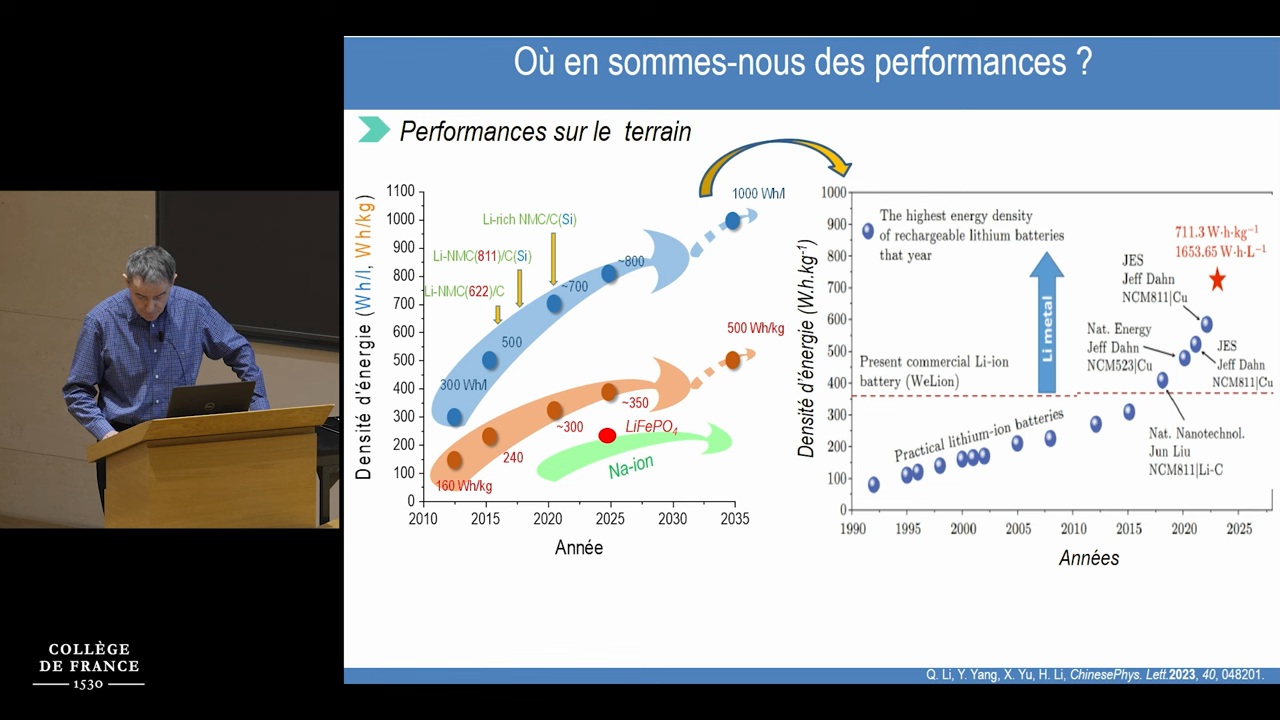 Où en sommes-nous des performances ?
Performances sur le terrain
Densité d'énergie (Wh/l, Wh/kg)
1100
1000
900
800
700
600
500
400
300
200
100
0
2010
2015
2020
2025
2030
2035
Année
Li-rich NMC/C(Si)
Li-NMC(811)/C(Si)
Li-NMC(622)/C
300 Wh/l
500
~700
~800
1000 Wh/l
160 Wh/kg
240
~300
~350
500 Wh/kg
LiFePO4
Na-ion
Densité d'énergie (W.h.kg-1)
1000
900
800
700
600
500
400
300
200
100
0
1990
1995
2000
2005
2010
2015
2020
2025
Années
The highest energy density
of rechargeable lithium batteries
that year
711.3 W·h·kg−1
1653.65 W·h·L−1
JES
Jeff Dahn
NCM811|Cu
Nat. Energy
Jeff Dahn
NCM523|Cu
JES
Jeff Dahn
NCM811|Cu
Li metal
Present commercial Li-ion
battery (WeLion)
Practical lithium-ion batteries
Nat. Nanotechnol.
Jun Liu
NCM811|Li-C
Q. Li, Y. Yang, X. Yu, H. Li, ChinesePhys. Lett.2023, 40, 048201.
COLLÈGE
DE FRANCE
1530